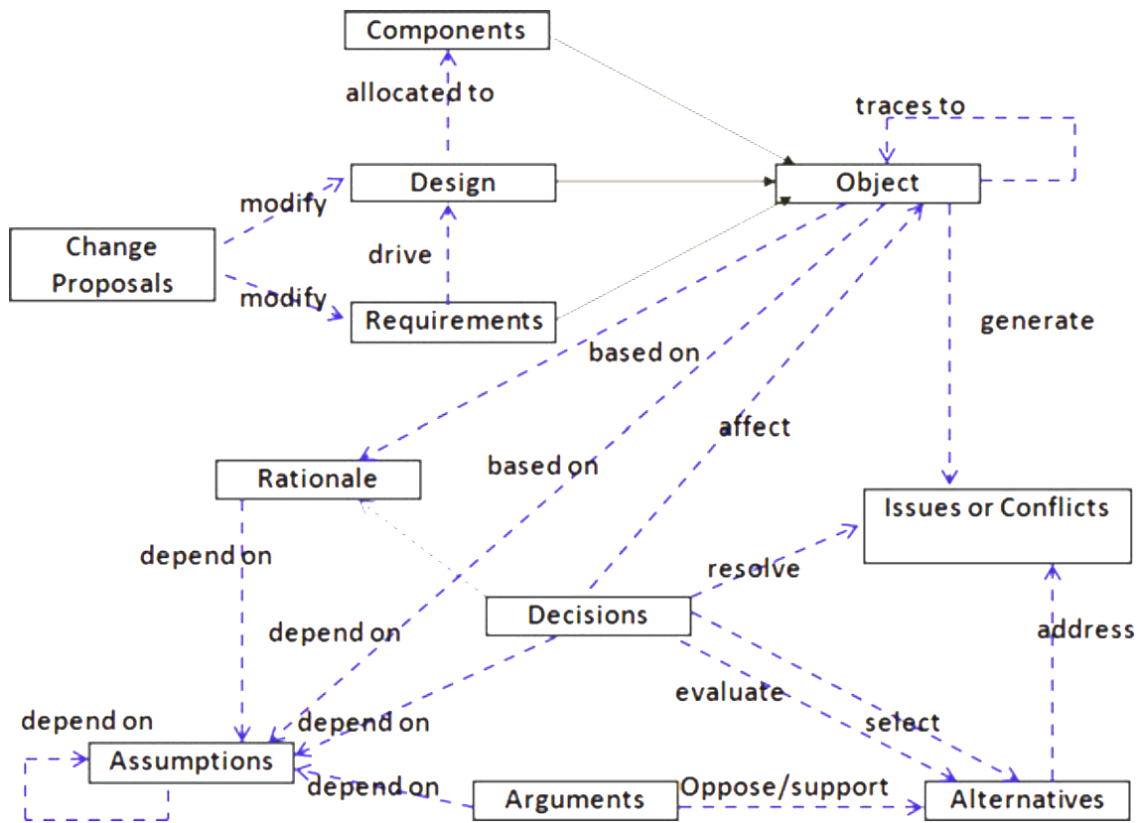 Components
allocated to
traces to
Design
Object
modify
Change
Proposals
drive
modify
Requirements
generate
based on
affect
based on
Rationale
Issues or Conflicts
depend on
resolve
Decisions
depend on
address
evaluate
select
depend on
depend on
Assumptions
depend on
Oppose/support
Arguments
Alternatives